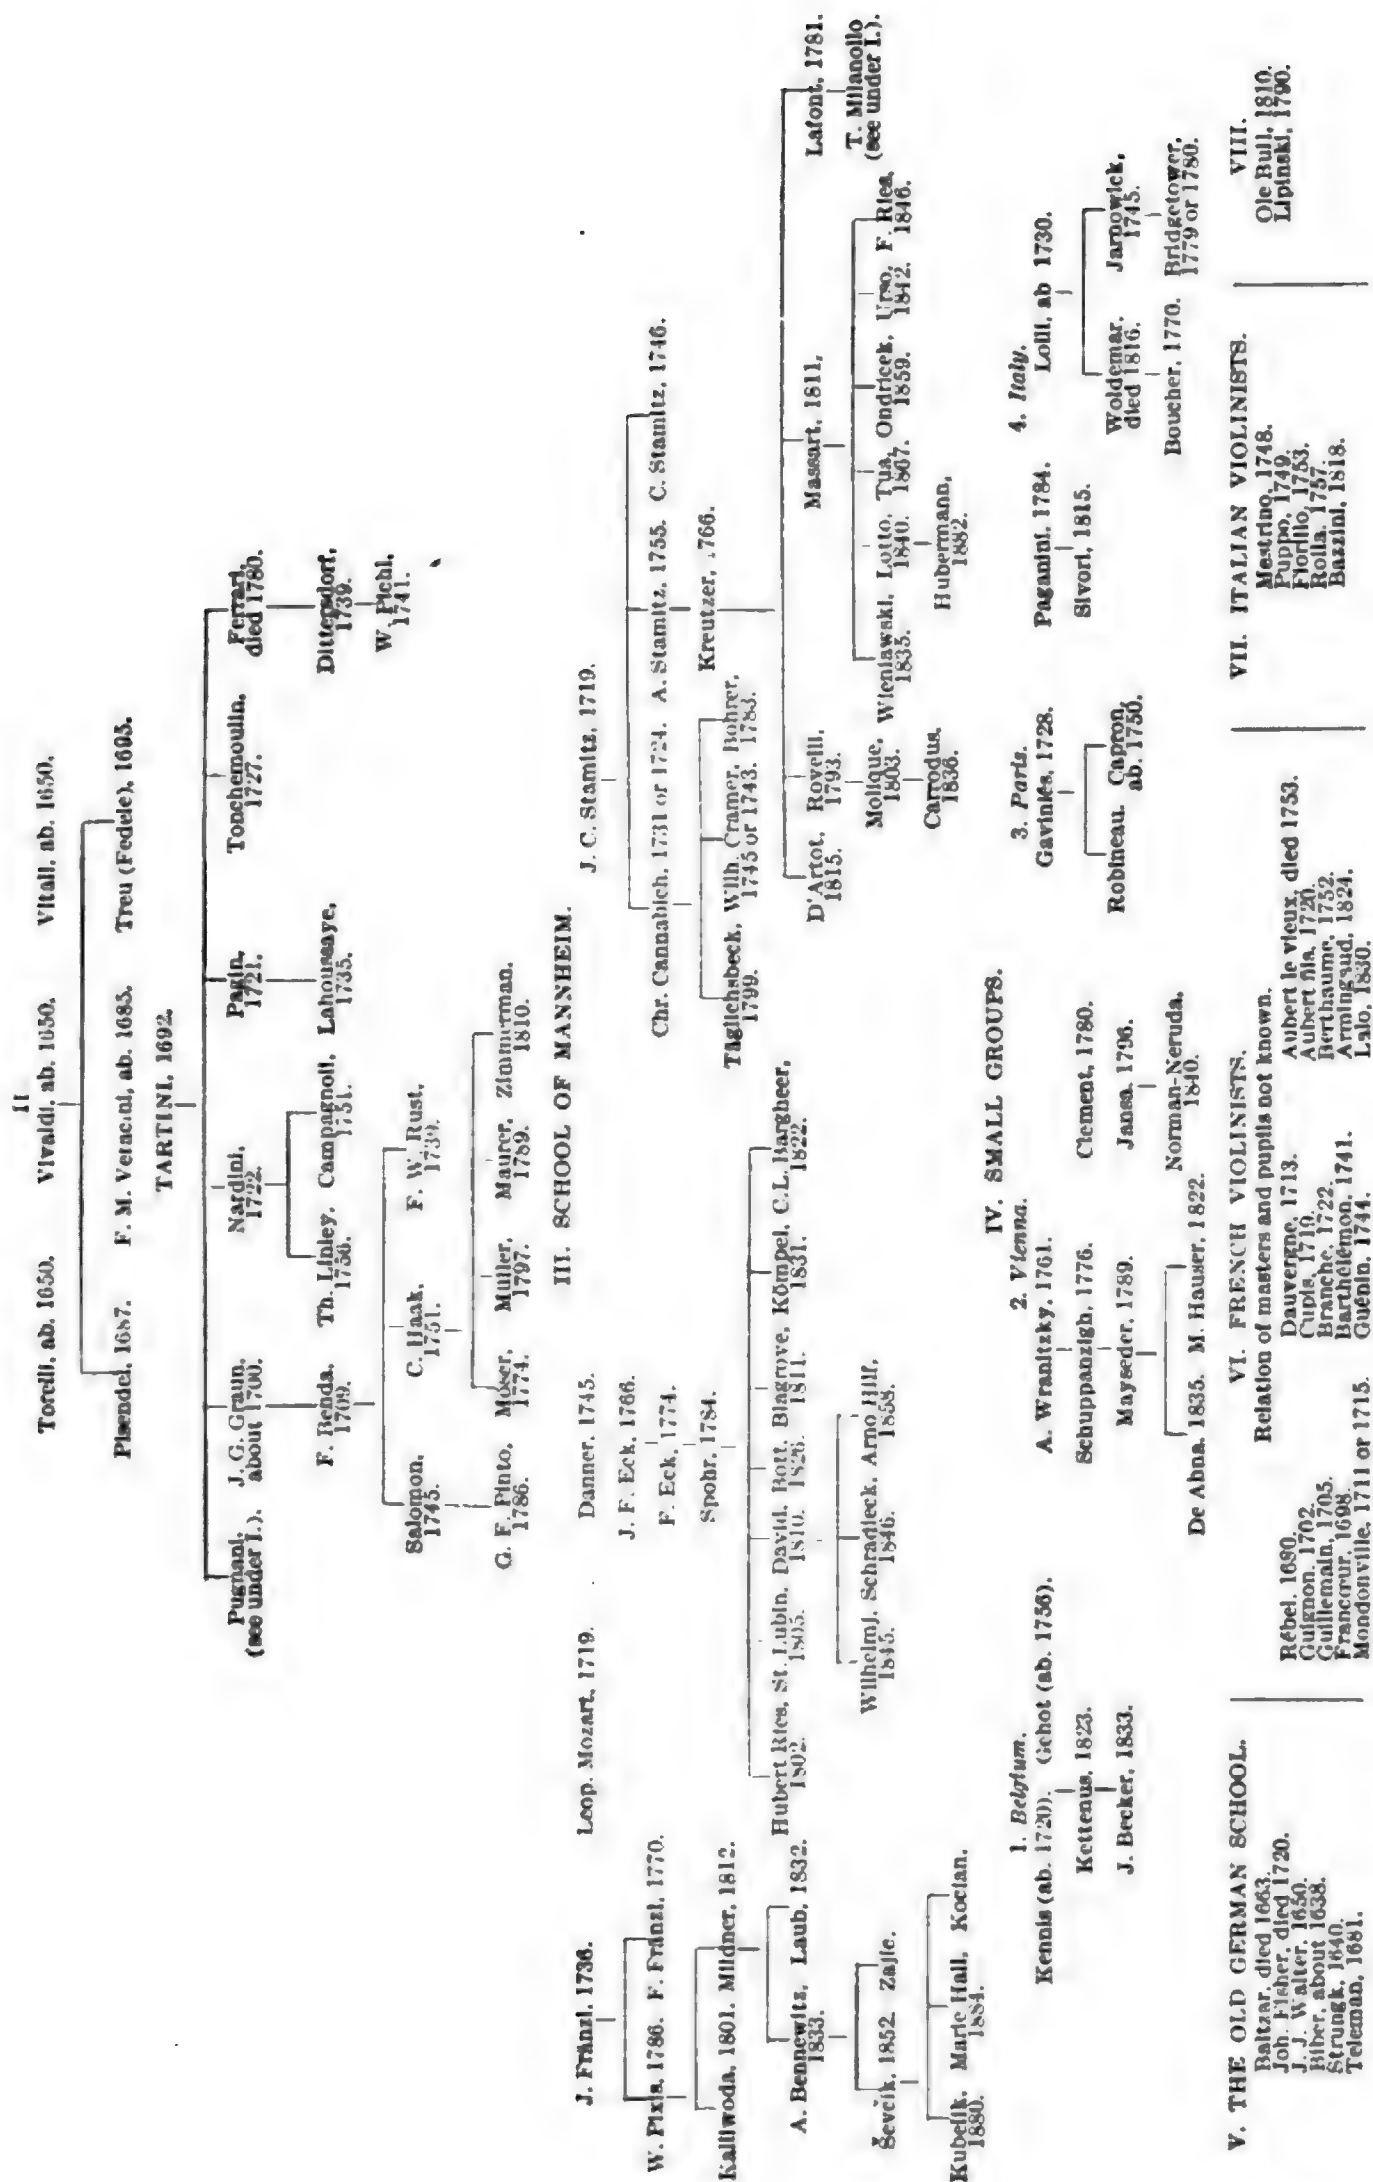 II
Torelli, ab. 1650. Vivaldi, ab. 1650. Vitali, ab. 1650.
Pisendel, 1687. F. M. Veracini, ab. 1685. Treu (Fedele), 1695.
TARTINI, 1692.
Pugnani, J. G. Graun, Nardini, Pagin, Tonchemoulin, Ferrari,
(see under I.). about 1700. 1722. 1721. 1727. died 1780.
F. Benda, Th. Linley, Campagnoli, Lahoussaye, Dittersdorf,
1709. 1756. 1751. 1735. 1739.
W. Pichl,
1741.
Salomon, C. Haak, F. W. Rust,
1745. 1751. 1739.
G. F. Pinto, Moser, Müller, Maurer, Zimmerman.
1786. 1774. 1797. 1789. 1810.
III. SCHOOL OF MANNHEIM.
J. Fränzl, 1736. Leop. Mozart, 1719. Danner, 1745. J. C. Stamitz, 1719.
W. Pixis, 1786. F. Fränzl, 1770. J. F. Eck, 1766. Chr. Cannabich, 1731 or 1724. A. Stamitz, 1755. C. Stamitz, 1746.
F. Eck, 1774.
Kalliwoda, 1801. Mildner, 1812. Spohr, 1784. Täglichsbeck, Wilh. Cramer, Bohrer, Kreutzer, 1766.
1799. 1745 or 1743. 1783.
A. Bennewitz, Laub, 1832. Hubert Ries, St. Lubin, David, Bott, Blagrove, Kömpel, C. L. Bargheer,
1833. 1802. 1805. 1810. 1826. 1811. 1831. 1822.
D'Artot, Rovelli, Massart, 1811, Lafont, 1781.
1815. 1793.
T. Milanollo
(see under I.).
Ševčik, 1852. Zajic. Wilhelmj, Schradieck, Arno Hilf,
1845. 1846. 1858.
Molique, Wieniawski, Lotto, Tua, Ondricek, Urso, F. Ries,
1803. 1835. 1840. 1867. 1859. 1842. 1846.
Kubelik, Marie Hall, Kocian.
1880. 1884.
Carrodus, Hubermann,
1836. 1882.
IV. SMALL GROUPS.
1. Belgium. 2. Vienna. 3. Paris. 4. Italy.
Kennis (ab. 1720). Gehot (ab. 1756). A. Wranitzky, 1761. Clement, 1780. Gaviniés, 1728. Paganini, 1784. Lolli, ab 1730.
Kettenus, 1823. Schuppanzigh, 1776. Jansa, 1796. Robineau. Capron, Sivori, 1815. Woldemar, Jarnowick,
ab. 1750. died 1816. 1745.
J. Becker, 1833. Mayseder, 1789. Norman-Neruda, Boucher, 1770. Bridgetower,
1840. 1779 or 1780.
De Ahna, 1835. M. Hauser, 1822.
V. THE OLD GERMAN SCHOOL.
Baltzar, died 1663.
Joh. Fisher, died 1720.
J. J. Walter, 1650.
Biber, about 1638.
Strungk, 1640.
Teleman, 1681.
VI. FRENCH VIOLINISTS.
Relation of masters and pupils not known.
Rébel, 1690.
Guignon, 1702.
Guillemain, 1705.
Francœur, 1698.
Mondonville, 1711 or 1715.
Dauvergne, 1713.
Cupis, 1719.
Branche, 1722.
Barthélemon, 1741.
Guénin, 1744.
Aubert le vieux, died 1753.
Aubert fils, 1720.
Berthaume, 1752.
Armingaud, 1824.
Lalo, 1830.
VII. ITALIAN VIOLINISTS.
Mestrino, 1748.
Puppo, 1749.
Fiorillo, 1753.
Rolla, 1757.
Bazzini, 1818.
VIII.
Ole Bull, 1810.
Lipinski, 1790.